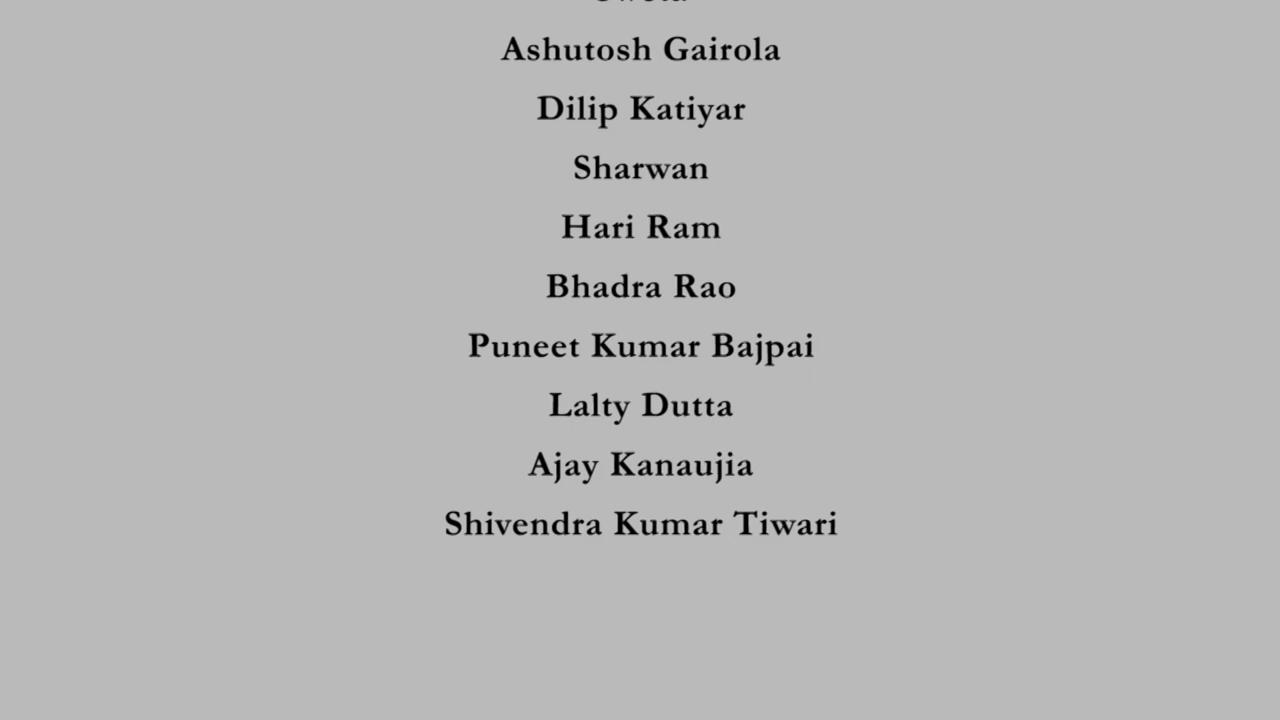 Ashutosh Gairola
Dilip Katiyar
Sharwan
Hari Ram
Bhadra Rao
Puneet Kumar Bajpai
Lalty Dutta
Ajay Kanaujia
Shivendra Kumar Tiwari